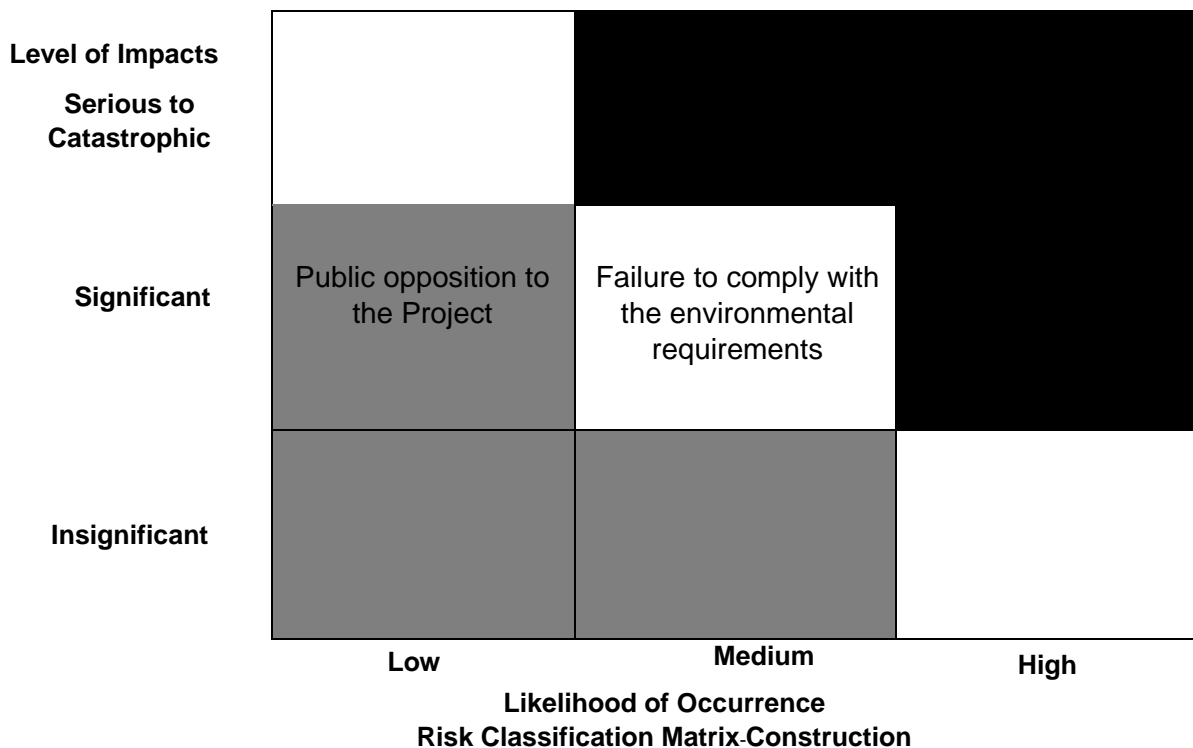 Level of Impacts
Serious to
Catastrophic
Significant
Public opposition to
the Project
Failure to comply with
the environmental
requirements
Insignificant
Low
Medium
High
Likelihood of Occurrence
Risk Classification Matrix-Construction